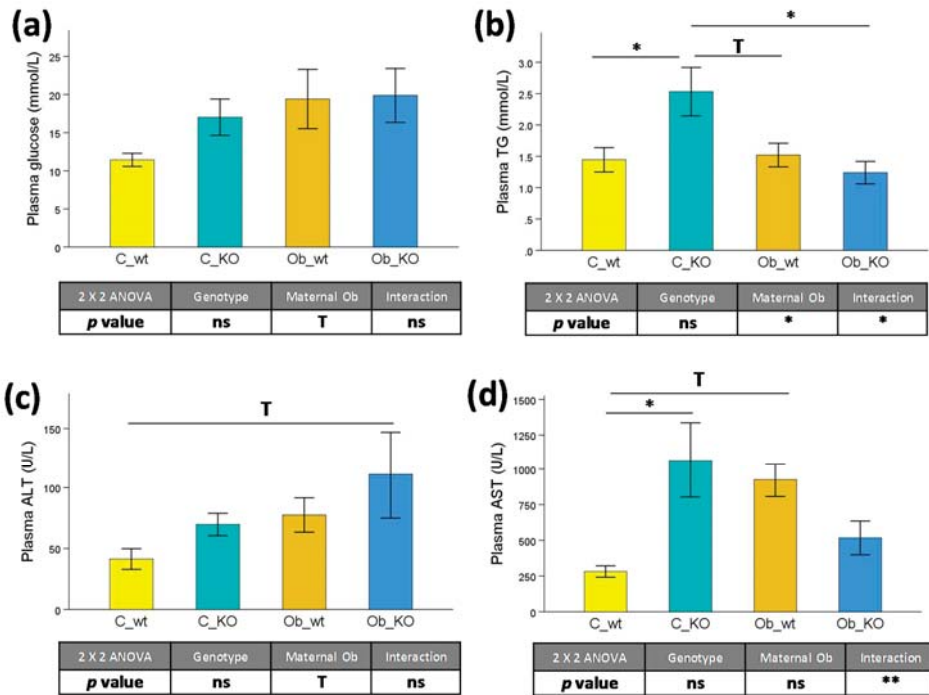 (a)
Plasma glucose (mmol/L)
25
20
15
10
5
0
C_wt C_KO Ob_wt Ob_KO
2 X 2 ANOVA Genotype Maternal Ob Interaction
p value ns T ns
(b)
* 
* T
Plasma TG (mmol/L)
3.0
2.5
2.0
1.5
1.0
.5
.0
C_wt C_KO Ob_wt Ob_KO
2 X 2 ANOVA Genotype Maternal Ob Interaction
p value ns * *
(c)
T
Plasma ALT (U/L)
150
100
50
0
C_wt C_KO Ob_wt Ob_KO
2 X 2 ANOVA Genotype Maternal Ob Interaction
p value ns T ns
(d)
T
*
Plasma AST (U/L)
1500
1250
1000
750
500
250
0
C_wt C_KO Ob_wt Ob_KO
2 X 2 ANOVA Genotype Maternal Ob Interaction
p value ns ns **